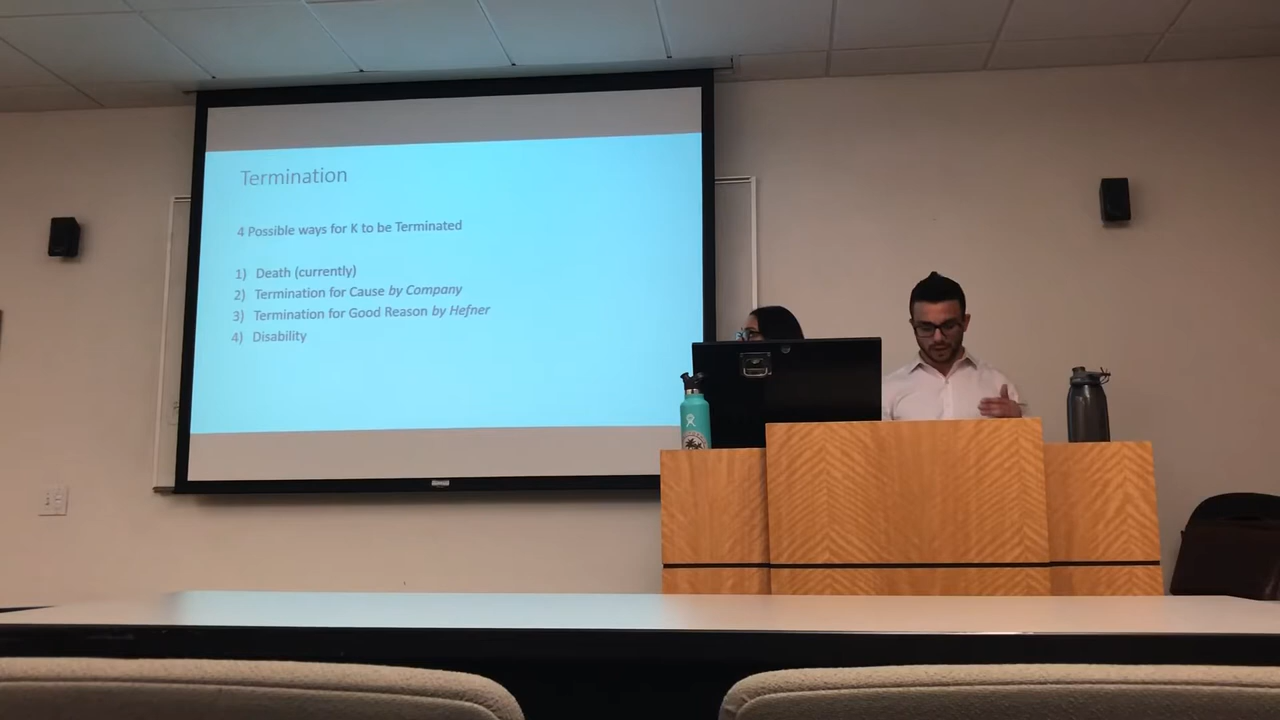 Termination
4 Possible ways for K to be Terminated
1) Death (currently)
2) Termination for Cause by Company
3) Termination for Good Reason by Hefner
4) Disability